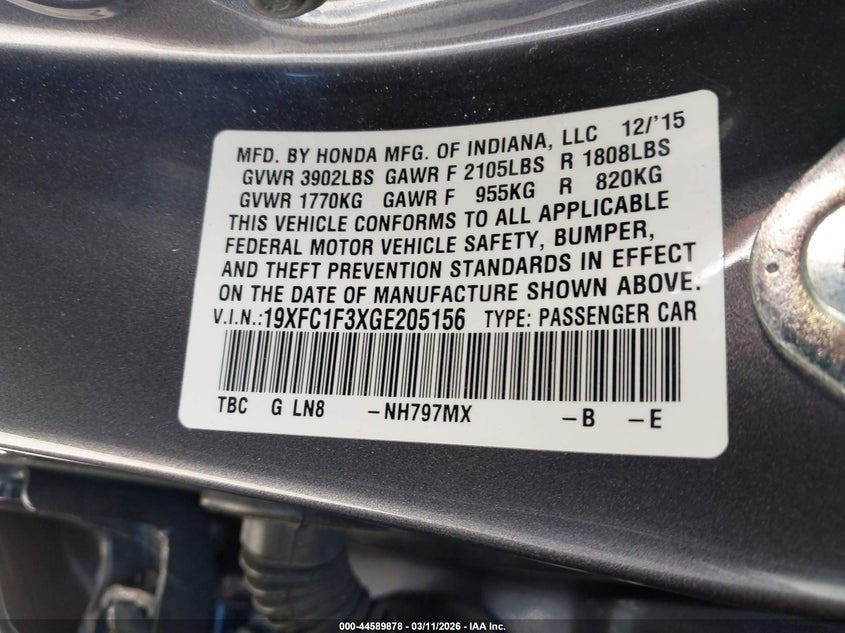 MFD. BY HONDA MFG. OF INDIANA, LLC 12/'15
GVWR 3902LBS GAWR F 2105LBS R 1808LBS
GVWR 1770KG GAWR F 955KG R 820KG
THIS VEHICLE CONFORMS TO ALL APPLICABLE
FEDERAL MOTOR VEHICLE SAFETY, BUMPER,
AND THEFT PREVENTION STANDARDS IN EFFECT
ON THE DATE OF MANUFACTURE SHOWN ABOVE.
V.I.N.:19XFC1F3XGE205156 TYPE: PASSENGER CAR
TBC G LN8 -NH797MX -B -E
000-44589878 - 03/11/2026 - IAA Inc.